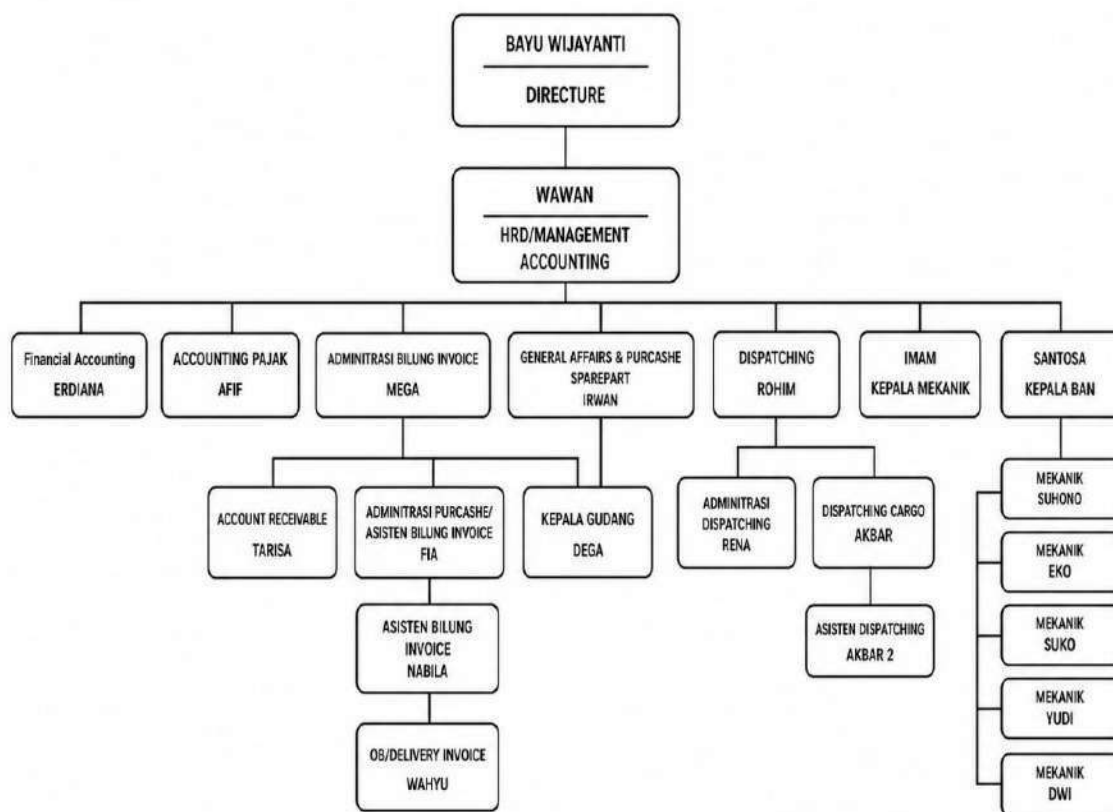 BAYU WIJAYANTI
DIRECTURE
WAWAN
HRD/MANAGEMENT
ACCOUNTING
Financial Accounting
ERDIANA
ACCOUNTING PAJAK
AFIF
ADMINITRASI BILUNG INVOICE
MEGA
GENERAL AFFAIRS & PURCASHE
SPAREPART
IRWAN
DISPATCHING
ROHIM
IMAM
KEPALA MEKANIK
SANTOSA
KEPALA BAN
ACCOUNT RECEIVABLE
TARISA
ADMINITRASI PURCASHE/
ASISTEN BILUNG INVOICE
FIA
KEPALA GUDANG
DEGA
ADMINITRASI
DISPATCHING
RENA
DISPATCHING CARGO
AKBAR
MEKANIK
SUHONO
MEKANIK
EKO
ASISTEN BILUNG
INVOICE
NABILA
ASISTEN DISPATCHING
AKBAR 2
MEKANIK
SUKO
MEKANIK
YUDI
OB/DELIVERY INVOICE
WAHYU
MEKANIK
DWI